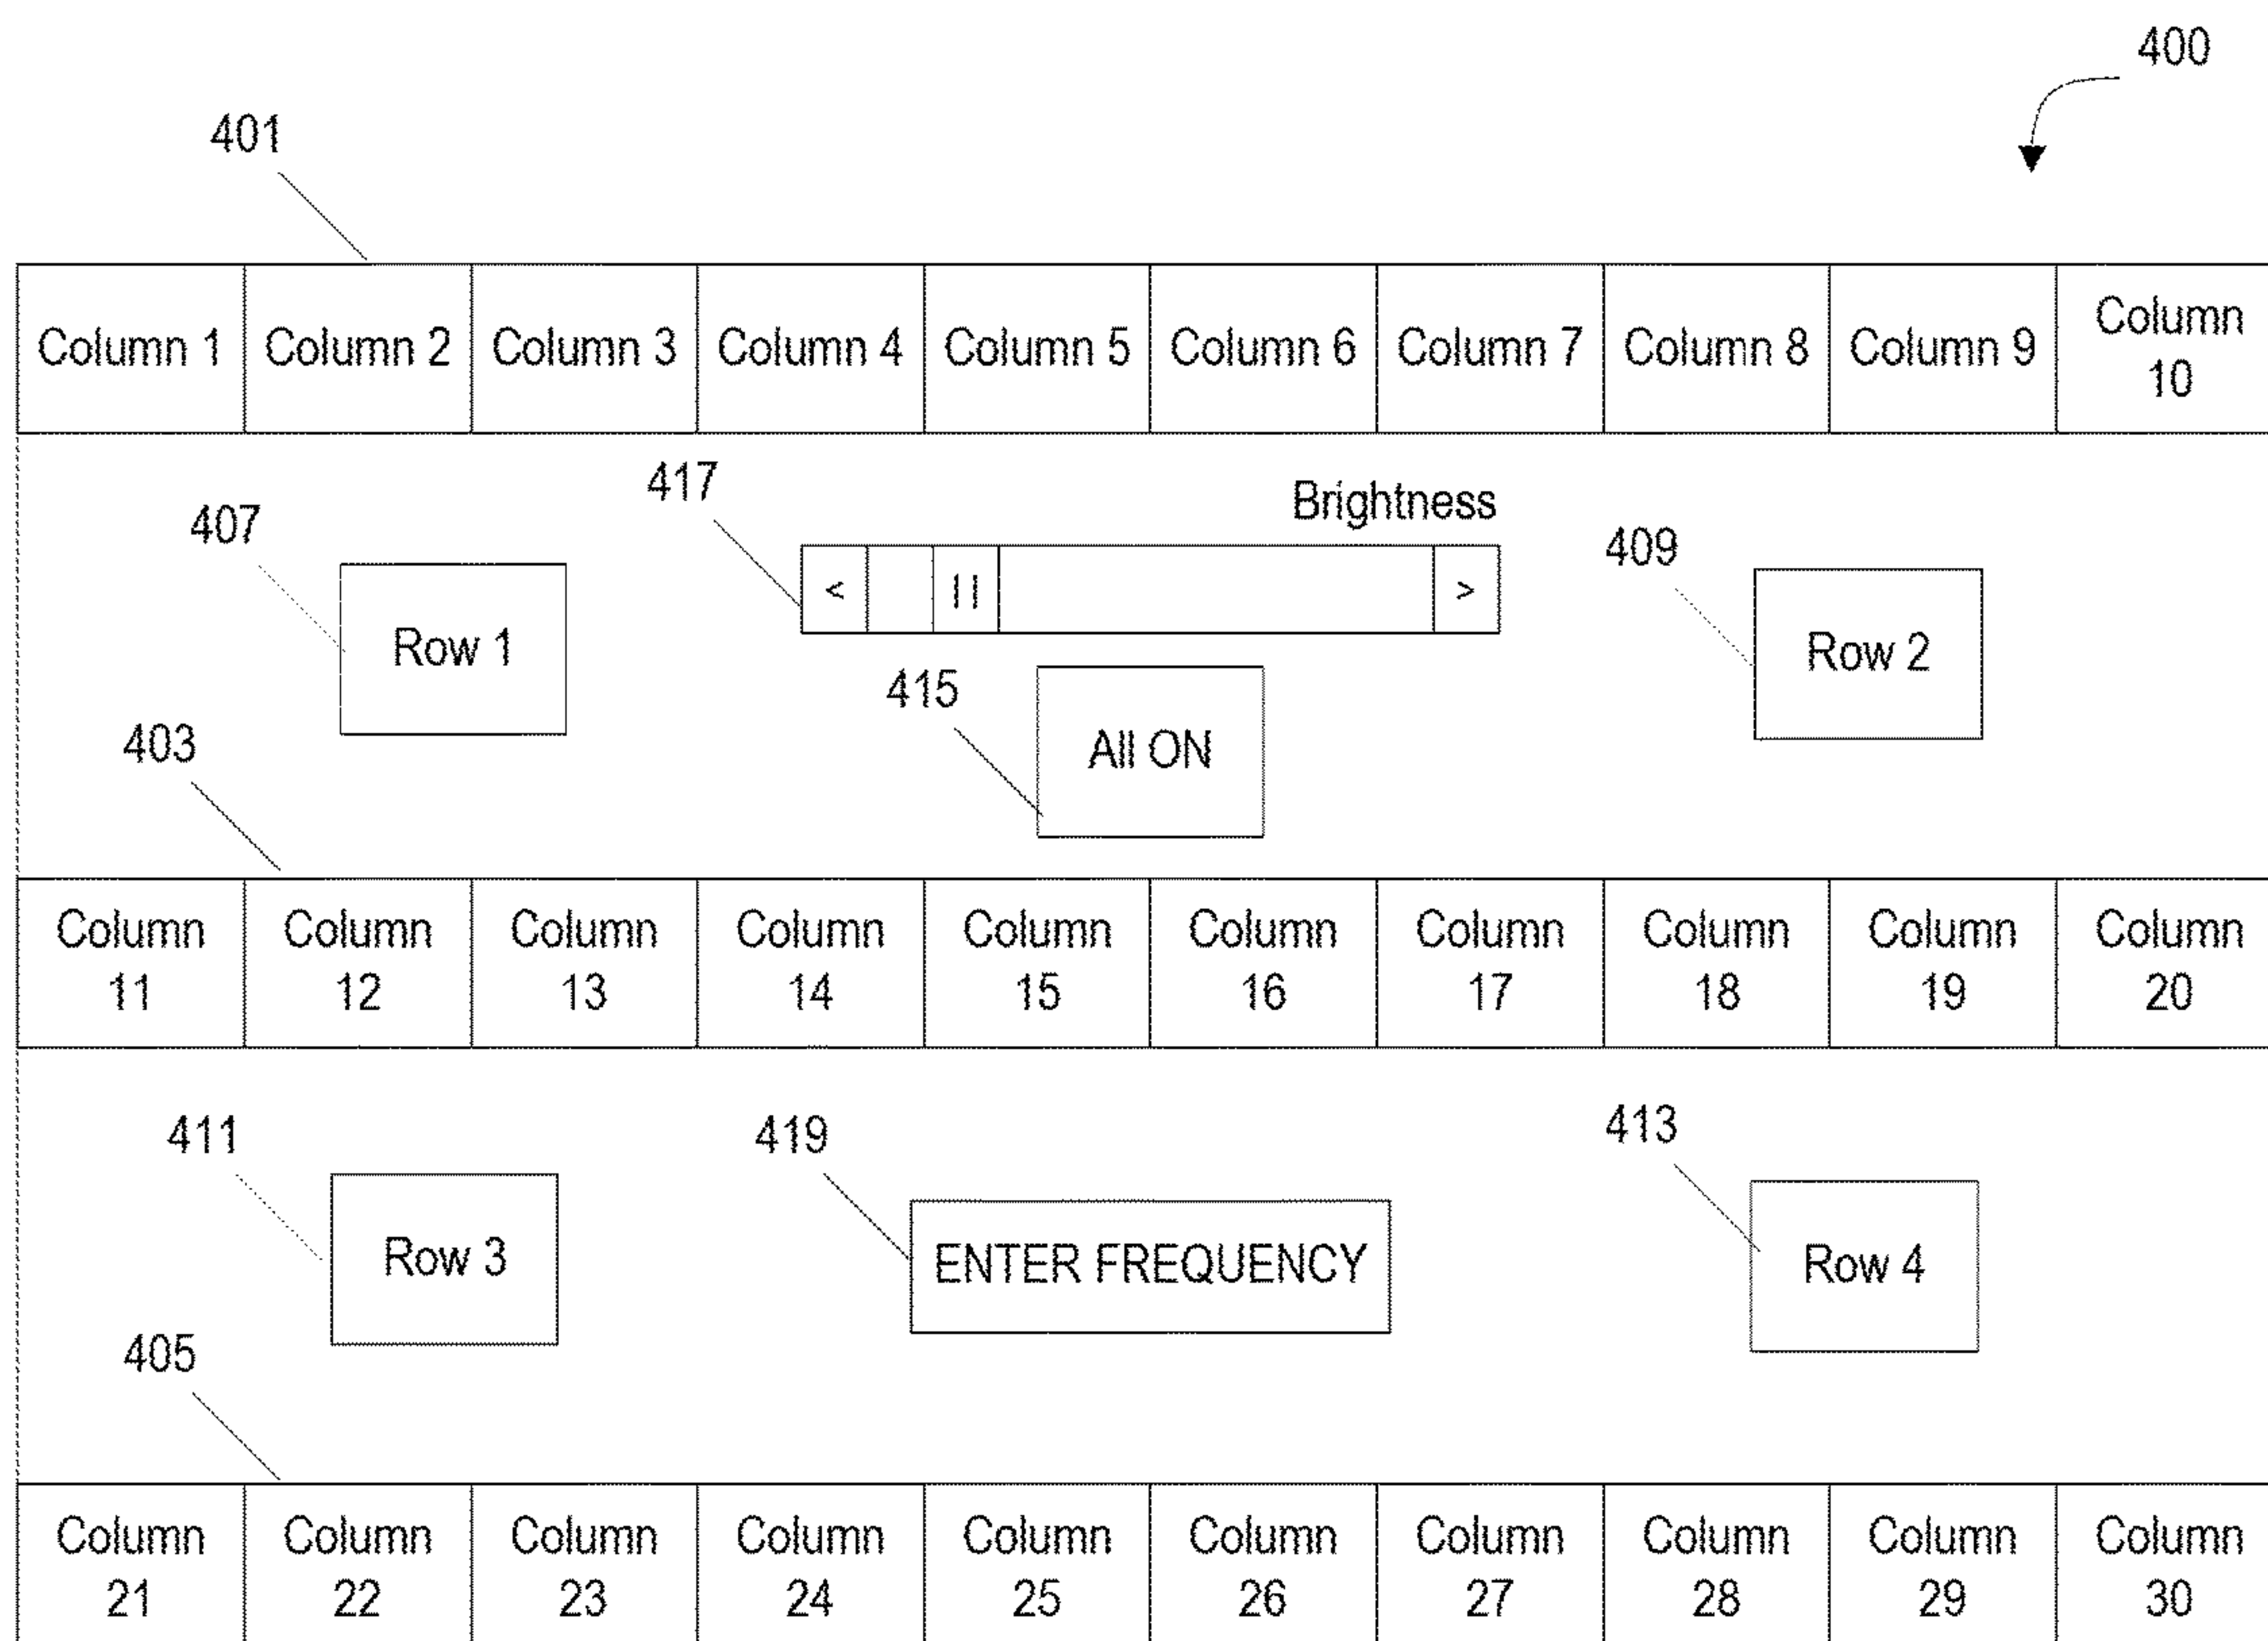 400
401
Column 1 Column 2 Column 3 Column 4 Column 5 Column 6 Column 7 Column 8 Column 9 Column 10
417
Brightness
407
409
< || >
Row 1
Row 2
415
All ON
403
Column 11 Column 12 Column 13 Column 14 Column 15 Column 16 Column 17 Column 18 Column 19 Column 20
411
419
413
Row 3
ENTER FREQUENCY
Row 4
405
Column 21 Column 22 Column 23 Column 24 Column 25 Column 26 Column 27 Column 28 Column 29 Column 30